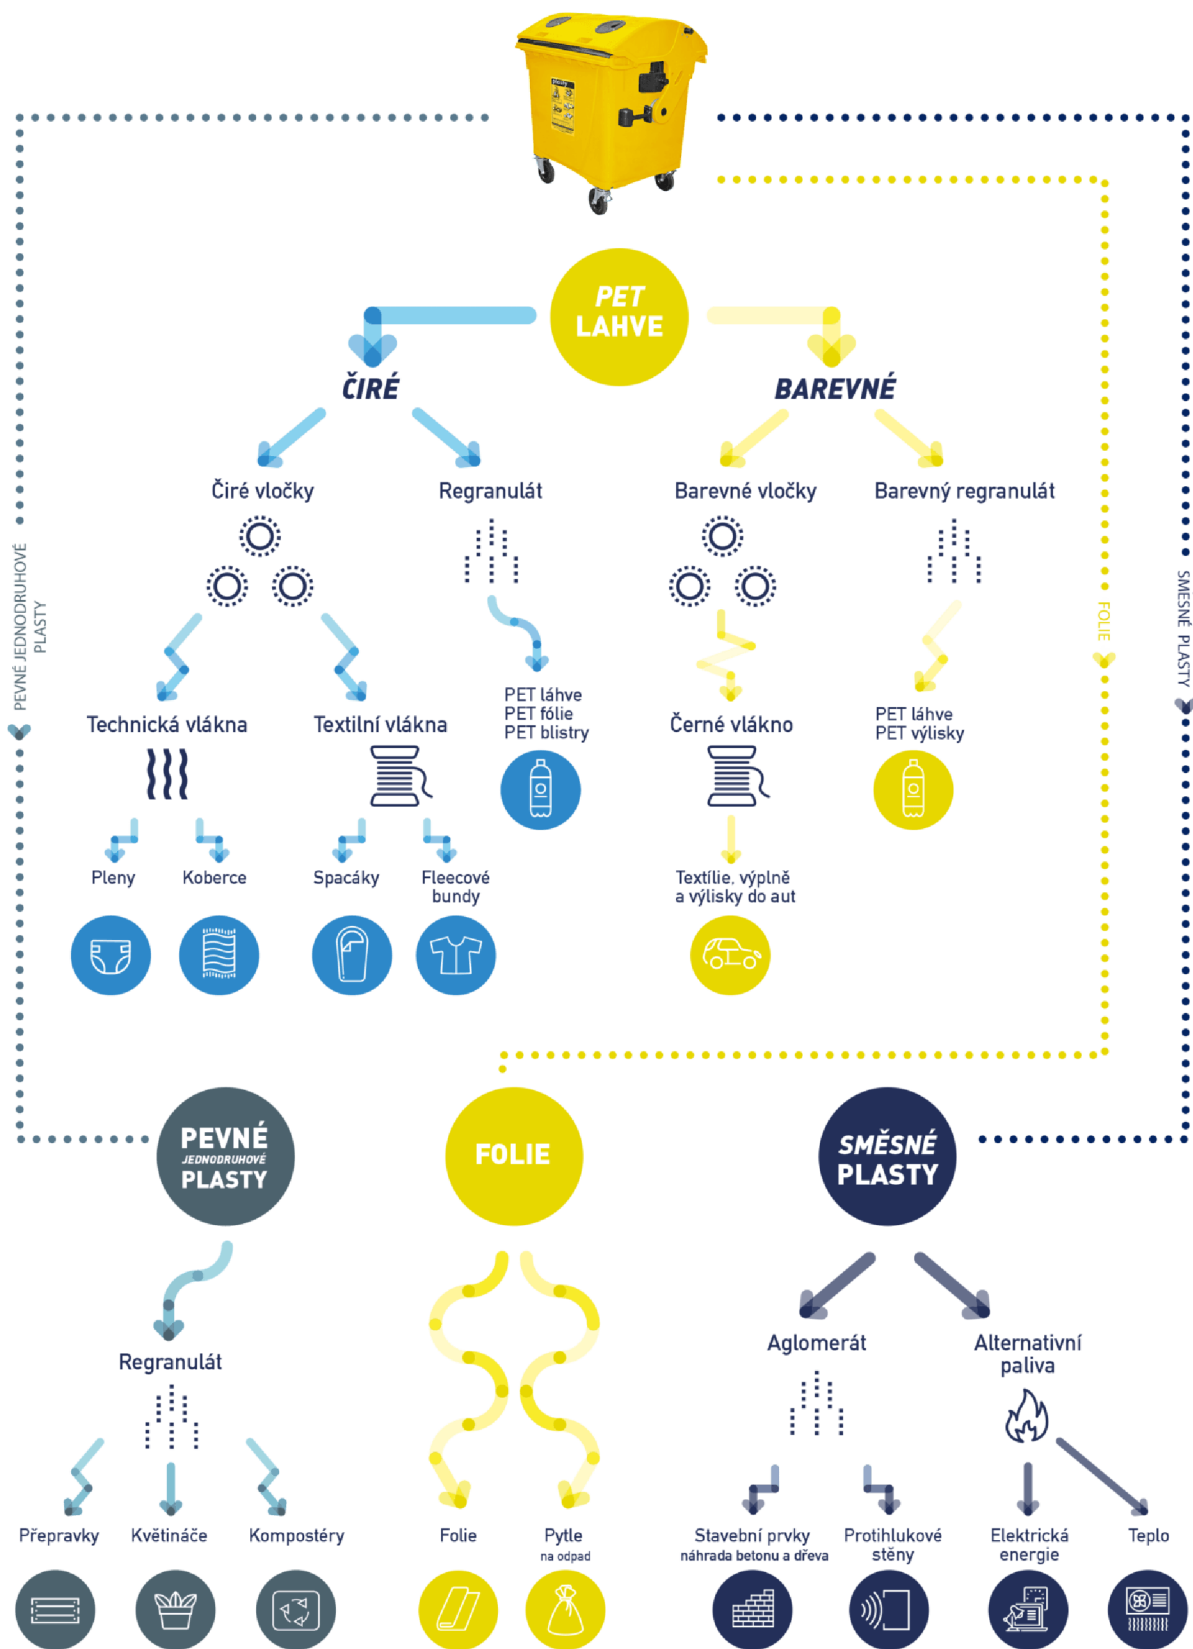 PET
LAHVE
ČIRÉ
BAREVNÉ
Čiré vločky
Regranulát
Barevné vločky
Barevný regranulát
PEVNÉ JEDNODRUHOVÉ
PLASTY
FOLIE
SMĚSNÉ PLASTY
PET láhve
PET fólie
PET blistry
Technická vlákna
Textilní vlákna
Černé vlákno
PET láhve
PET výlisky
Pleny
Koberce
Spacáky
Fleecové
bundy
Textílie, výplně
a výlisky do aut
PEVNÉ
JEDNODRUHOVÉ
PLASTY
FOLIE
SMĚSNÉ
PLASTY
Regranulát
Aglomerát
Alternativní
paliva
Přepravky
Květináče
Kompostéry
Folie
Pytle
na odpad
Stavební prvky
náhrada betonu a dřeva
Protihlukové
stěny
Elektrická
energie
Teplo